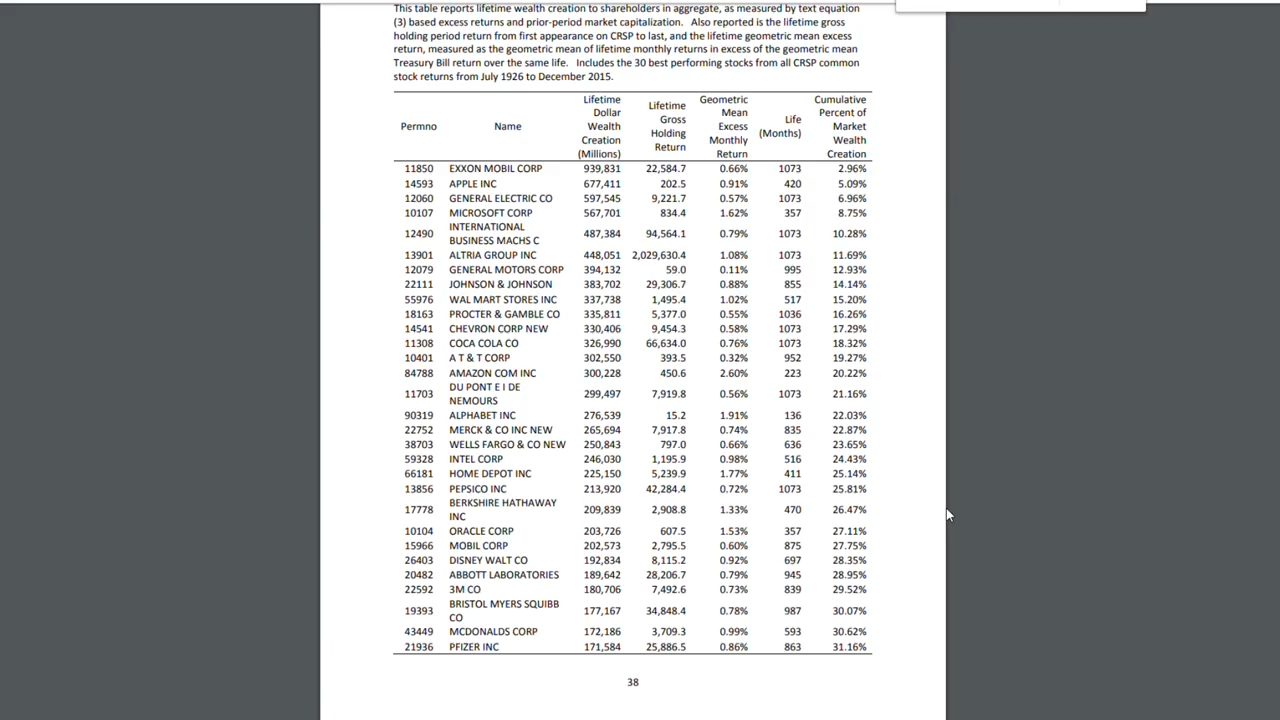 This table reports lifetime wealth creation to shareholders in aggregate, as measured by text equation
(3) based excess returns and prior-period market capitalization. Also reported is the lifetime gross
holding period return from first appearance on CRSP to last, and the lifetime geometric mean excess
return, measured as the geometric mean of lifetime monthly returns in excess of the geometric mean
Treasury Bill return over the same life. Includes the 30 best performing stocks from all CRSP common
stock returns from July 1926 to December 2015.
Permno Name Lifetime Dollar Wealth Creation (Millions) Lifetime Gross Holding Return Geometric Mean Excess Monthly Return Life (Months) Cumulative Percent of Market Wealth Creation
11850 EXXON MOBIL CORP 939,831 22,584.7 0.66% 1073 2.96%
14593 APPLE INC 677,411 202.5 0.91% 420 5.09%
12060 GENERAL ELECTRIC CO 597,545 9,221.7 0.57% 1073 6.96%
10107 MICROSOFT CORP 567,701 834.4 1.62% 357 8.75%
12490 INTERNATIONAL BUSINESS MACHS C 487,384 94,564.1 0.79% 1073 10.28%
13901 ALTRIA GROUP INC 448,051 2,029,630.4 1.08% 1073 11.69%
12079 GENERAL MOTORS CORP 394,132 59.0 0.11% 995 12.93%
22111 JOHNSON & JOHNSON 383,702 29,306.7 0.88% 855 14.14%
55976 WAL MART STORES INC 337,738 1,495.4 1.02% 517 15.20%
18163 PROCTER & GAMBLE CO 335,811 5,377.0 0.55% 1036 16.26%
14541 CHEVRON CORP NEW 330,406 9,454.3 0.58% 1073 17.29%
11308 COCA COLA CO 326,990 66,634.0 0.76% 1073 18.32%
10401 A T & T CORP 302,550 393.5 0.32% 952 19.27%
84788 AMAZON COM INC 300,228 450.6 2.60% 223 20.22%
11703 DU PONT E I DE NEMOURS 299,497 7,919.8 0.56% 1073 21.16%
90319 ALPHABET INC 276,539 15.2 1.91% 136 22.03%
22752 MERCK & CO INC NEW 265,694 7,917.8 0.74% 835 22.87%
38703 WELLS FARGO & CO NEW 250,843 797.0 0.66% 636 23.65%
59328 INTEL CORP 246,030 1,195.9 0.98% 516 24.43%
66181 HOME DEPOT INC 225,150 5,239.9 1.77% 411 25.14%
13856 PEPSICO INC 213,920 42,284.4 0.72% 1073 25.81%
17778 BERKSHIRE HATHAWAY INC 209,839 2,908.8 1.33% 470 26.47%
10104 ORACLE CORP 203,726 607.5 1.53% 357 27.11%
15966 MOBIL CORP 202,573 2,795.5 0.60% 875 27.75%
26403 DISNEY WALT CO 192,834 8,115.2 0.92% 697 28.35%
20482 ABBOTT LABORATORIES 189,642 28,206.7 0.79% 945 28.95%
22592 3M CO 180,706 7,492.6 0.73% 839 29.52%
19393 BRISTOL MYERS SQUIBB CO 177,167 34,848.4 0.78% 987 30.07%
43449 MCDONALDS CORP 172,186 3,709.3 0.99% 593 30.62%
21936 PFIZER INC 171,584 25,886.5 0.86% 863 31.16%
38